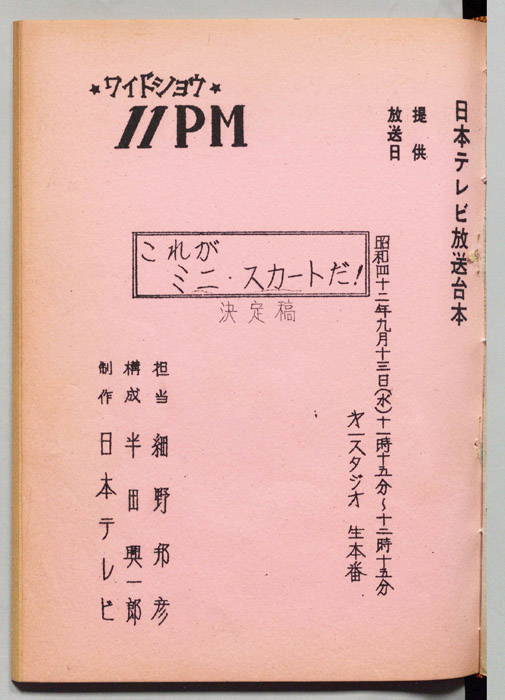 日本テレビ放送台本
提供
放送日
昭和四十二年九月十三日(水)十一時十五分～十二時十五分
才一スタジオ 生本番
★ワイドショウ★
11PM
これが
ミニ・スカートだ!
決定稿
担当 細野邦彦
構成 半田興一郎
制作 日本テレビ